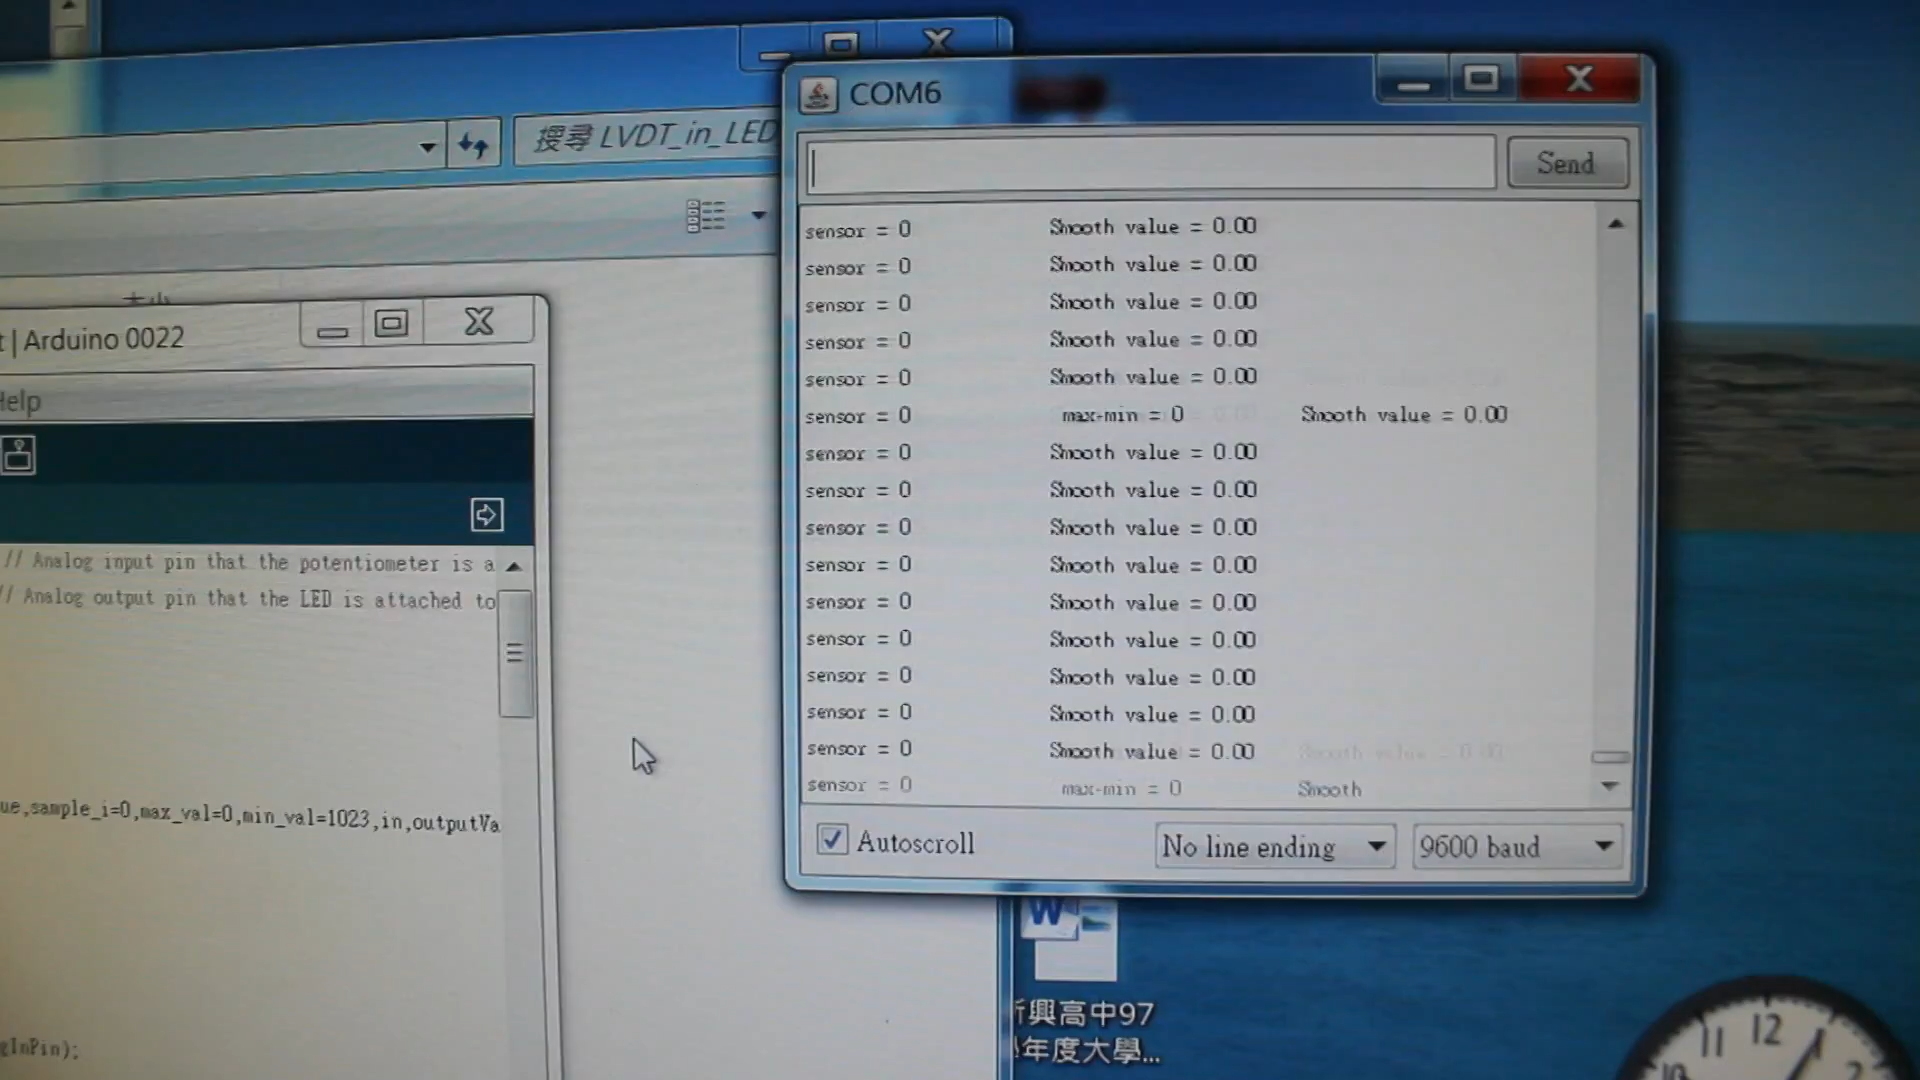 搜尋 LVDT_in_LED
t | Arduino 0022
Help
// Analog input pin that the potentiometer is a
// Analog output pin that the LED is attached to
ue,sample_i=0,max_val=0,min_val=1023,in,outputVa
gInPin);
COM6
Send
sensor = 0 Smooth value = 0.00
sensor = 0 Smooth value = 0.00
sensor = 0 Smooth value = 0.00
sensor = 0 Smooth value = 0.00
sensor = 0 Smooth value = 0.00
sensor = 0 max-min = 0 Smooth value = 0.00
sensor = 0 Smooth value = 0.00
sensor = 0 Smooth value = 0.00
sensor = 0 Smooth value = 0.00
sensor = 0 Smooth value = 0.00
sensor = 0 Smooth value = 0.00
sensor = 0 Smooth value = 0.00
sensor = 0 Smooth value = 0.00
sensor = 0 Smooth value = 0.00
sensor = 0 Smooth value = 0.00
sensor = 0 max-min = 0 Smooth
Autoscroll No line ending 9600 baud
W
興高中97
年度大學...
11 12 1 2 10